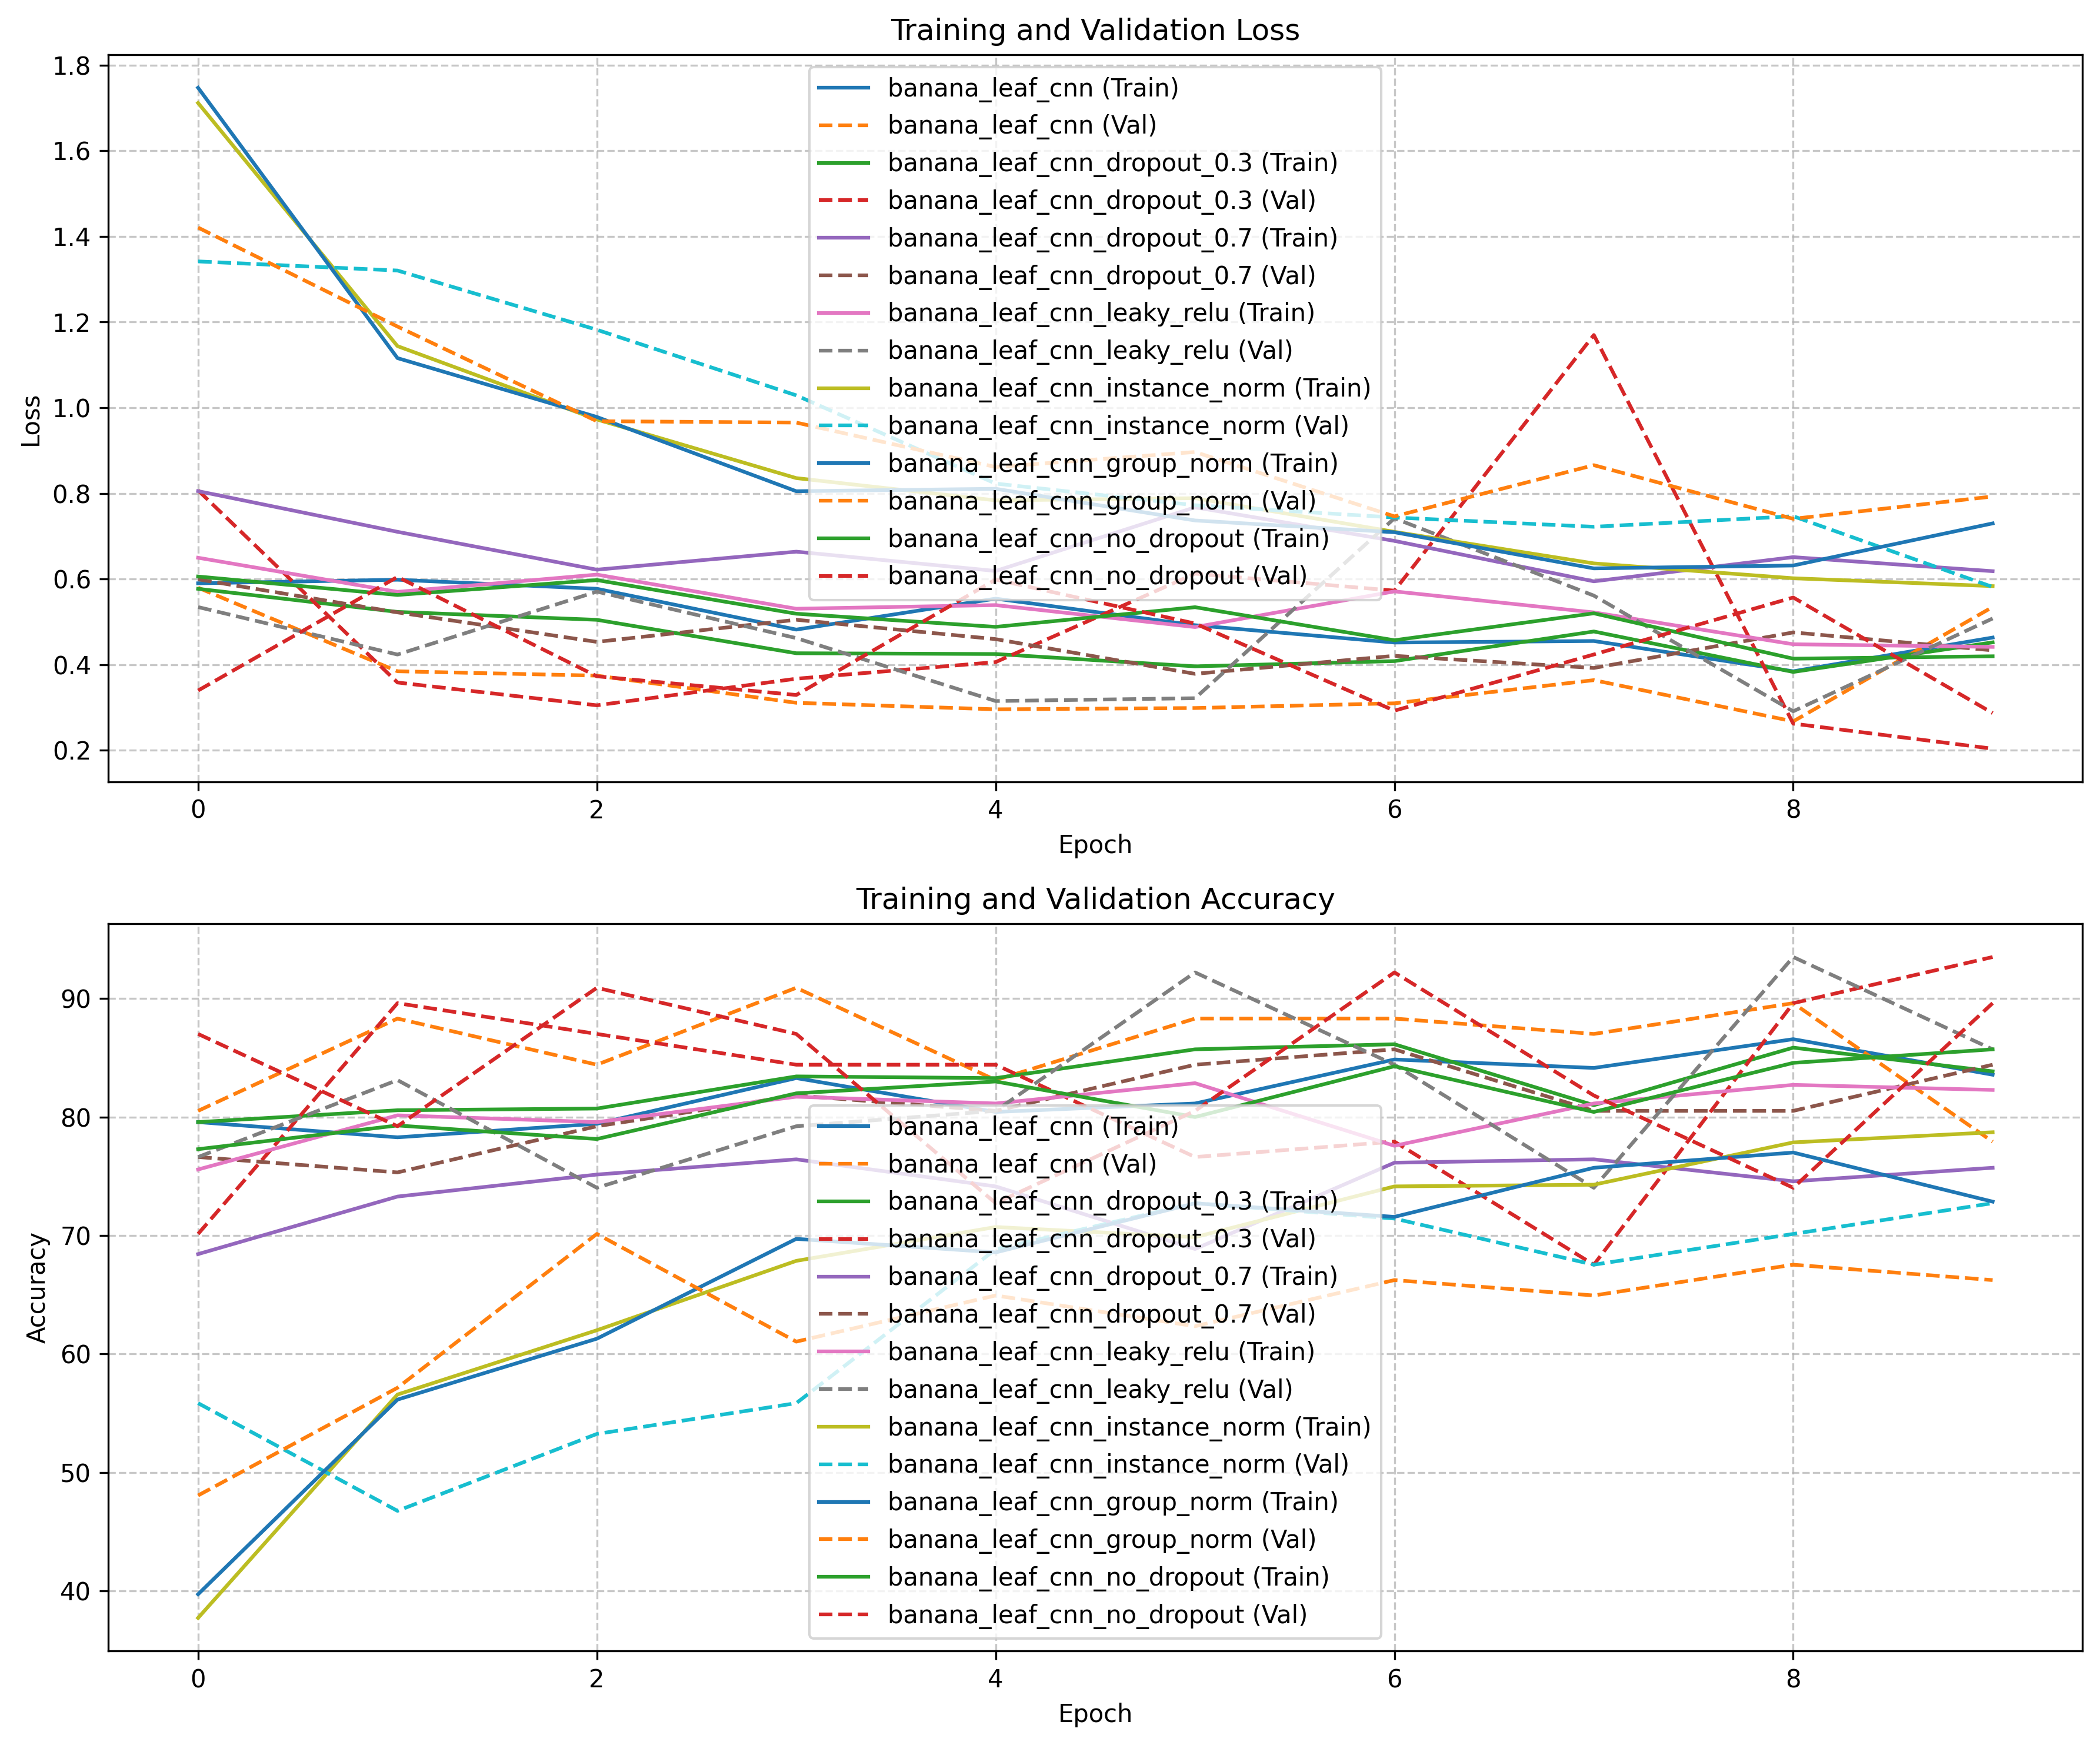 Training and Validation Loss
1.8
1.6
1.4
1.2
1.0
0.8
0.6
0.4
0.2
Loss
banana_leaf_cnn (Train)
banana_leaf_cnn (Val)
banana_leaf_cnn_dropout_0.3 (Train)
banana_leaf_cnn_dropout_0.3 (Val)
banana_leaf_cnn_dropout_0.7 (Train)
banana_leaf_cnn_dropout_0.7 (Val)
banana_leaf_cnn_leaky_relu (Train)
banana_leaf_cnn_leaky_relu (Val)
banana_leaf_cnn_instance_norm (Train)
banana_leaf_cnn_instance_norm (Val)
banana_leaf_cnn_group_norm (Train)
banana_leaf_cnn_group_norm (Val)
banana_leaf_cnn_no_dropout (Train)
banana_leaf_cnn_no_dropout (Val)
0 2 4 6 8
Epoch
Training and Validation Accuracy
90
80
70
60
50
40
Accuracy
banana_leaf_cnn (Train)
banana_leaf_cnn (Val)
banana_leaf_cnn_dropout_0.3 (Train)
banana_leaf_cnn_dropout_0.3 (Val)
banana_leaf_cnn_dropout_0.7 (Train)
banana_leaf_cnn_dropout_0.7 (Val)
banana_leaf_cnn_leaky_relu (Train)
banana_leaf_cnn_leaky_relu (Val)
banana_leaf_cnn_instance_norm (Train)
banana_leaf_cnn_instance_norm (Val)
banana_leaf_cnn_group_norm (Train)
banana_leaf_cnn_group_norm (Val)
banana_leaf_cnn_no_dropout (Train)
banana_leaf_cnn_no_dropout (Val)
0 2 4 6 8
Epoch